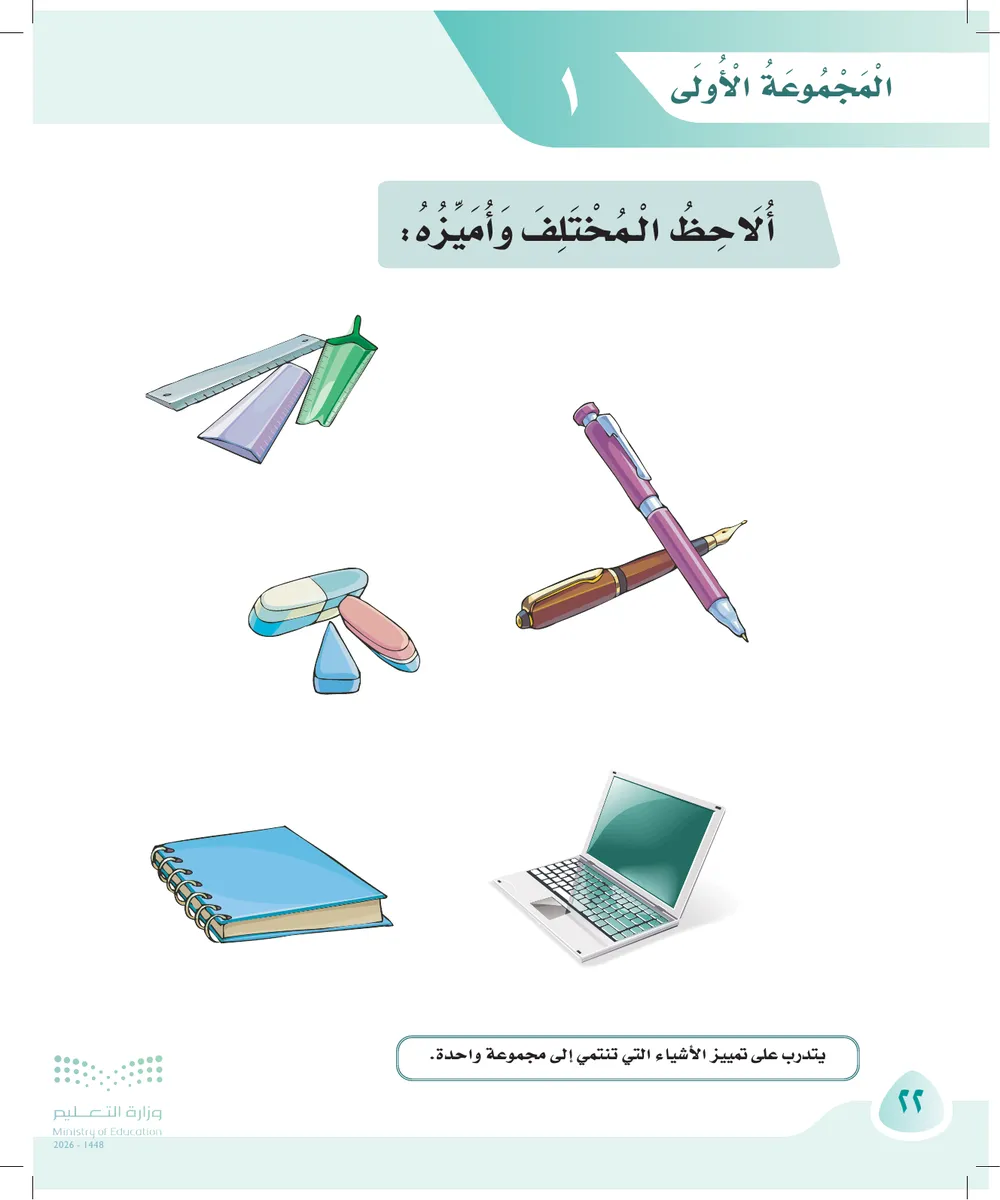 الْمَجْمُوعَةُ الْأُولَى
١
أُلَاحِظُ الْمُخْتَلِفَ وَأُمَيِّزُهُ :
يتدرب على تمييز الأشياء التي تنتمي إلى مجموعة واحدة.
٢٢
وزارة التعـــليم
Ministry of Education
2026 - 1448